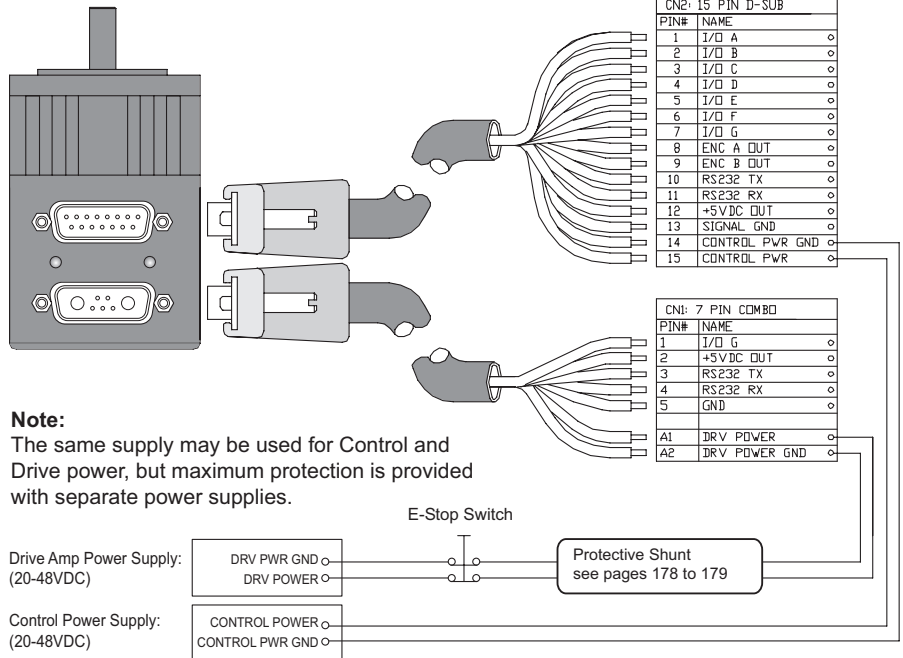 CN2: 15 PIN D-SUB
PIN# NAME
1 I/O A
2 I/O B
3 I/O C
4 I/O D
5 I/O E
6 I/O F
7 I/O G
8 ENC A OUT
9 ENC B OUT
10 RS232 TX
11 RS232 RX
12 +5VDC OUT
13 SIGNAL GND
14 CONTROL PWR GND
15 CONTROL PWR
CN1: 7 PIN COMBO
PIN# NAME
1 I/O G
2 +5VDC OUT
3 RS232 TX
4 RS232 RX
5 GND
A1 DRV POWER
A2 DRV POWER GND
Note:
The same supply may be used for Control and
Drive power, but maximum protection is provided
with separate power supplies.
E-Stop Switch
Drive Amp Power Supply:
(20-48VDC)
DRV PWR GND
DRV POWER
Protective Shunt
see pages 178 to 179
Control Power Supply:
(20-48VDC)
CONTROL POWER
CONTROL PWR GND